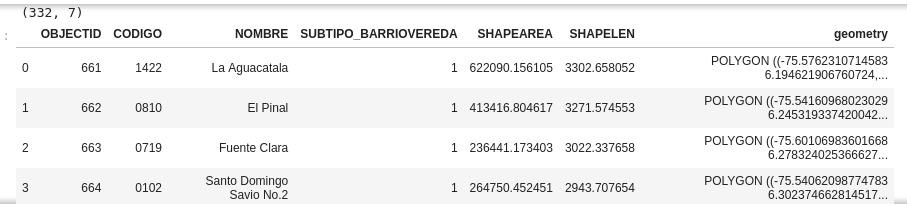 (332, 7)
: OBJECTID CODIGO NOMBRE SUBTIPO_BARRIOVEREDA SHAPEAREA SHAPELEN geometry
0 661 1422 La Aguacatala 1 622090.156105 3302.658052 POLYGON ((-75.5762310714583
6.194621906760724,...
1 662 0810 El Pinal 1 413416.804617 3271.574553 POLYGON ((-75.54160968023029
6.245319337420042...
2 663 0719 Fuente Clara 1 236441.173403 3022.337658 POLYGON ((-75.60106983601668
6.278324025366627...
3 664 0102 Santo Domingo 1 264750.452451 2943.707654 POLYGON ((-75.54062098774783
Savio No.2 6.302374662814517...